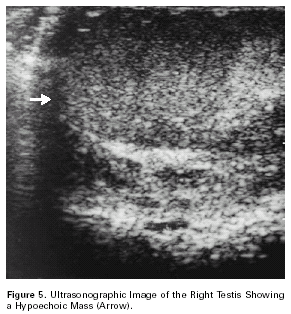 Figure 5. Ultrasonographic Image of the Right Testis Showing
a Hypoechoic Mass (Arrow).